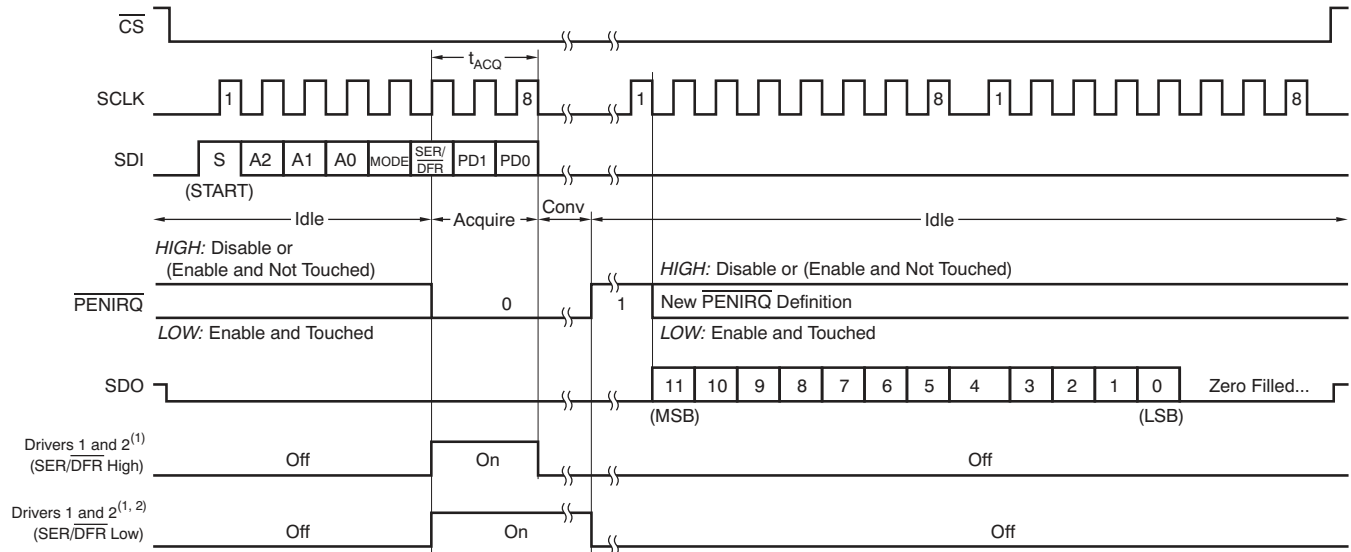 CS
tACQ
SCLK 1 8 1 8 1 8
SDI S A2 A1 A0 MODE SER/DFR PD1 PD0
(START)
Idle Acquire Conv Idle
HIGH: Disable or
(Enable and Not Touched)
HIGH: Disable or (Enable and Not Touched)
PENIRQ 0 1 New PENIRQ Definition
LOW: Enable and Touched
LOW: Enable and Touched
SDO 11 10 9 8 7 6 5 4 3 2 1 0 Zero Filled...
(MSB) (LSB)
Drivers 1 and 2(1)
(SER/DFR High) Off On Off
Drivers 1 and 2(1, 2)
(SER/DFR Low) Off On Off